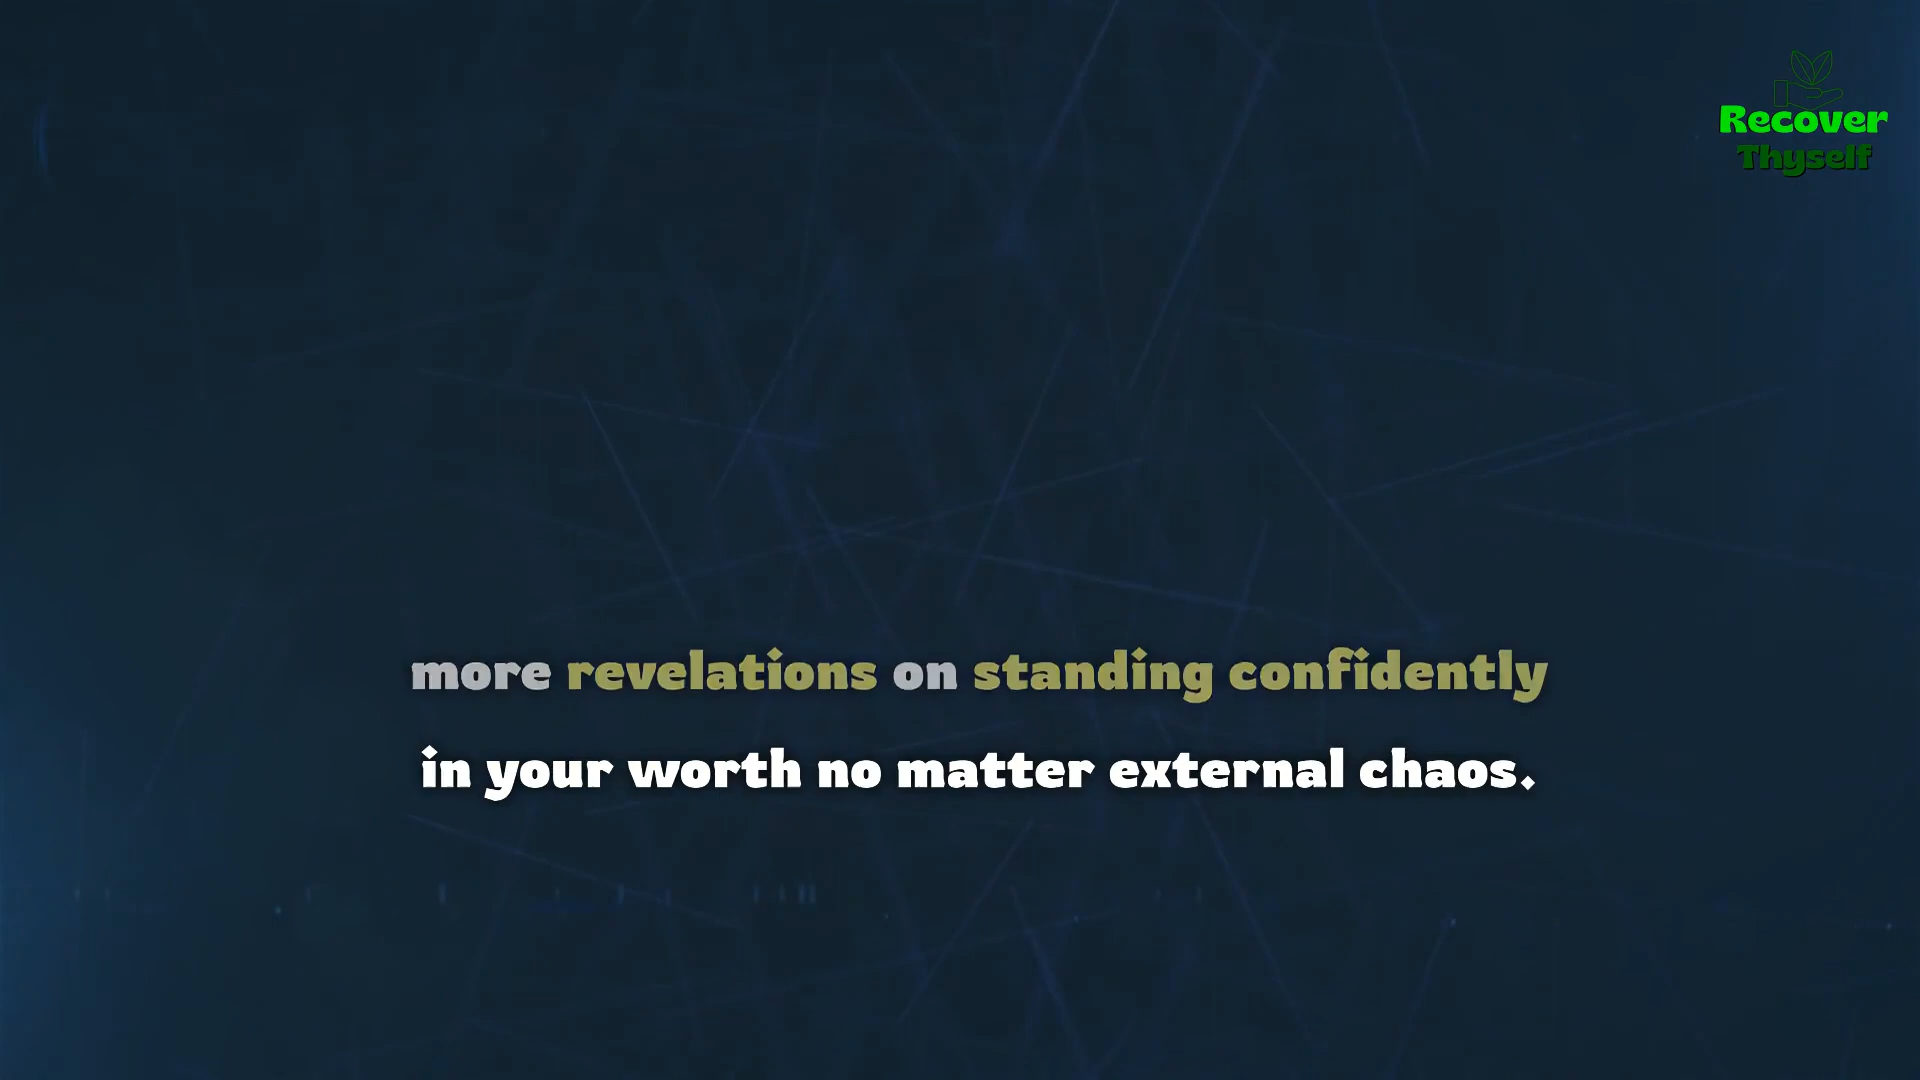 Recover
Thyself
more revelations on standing confidently
in your worth no matter external chaos.